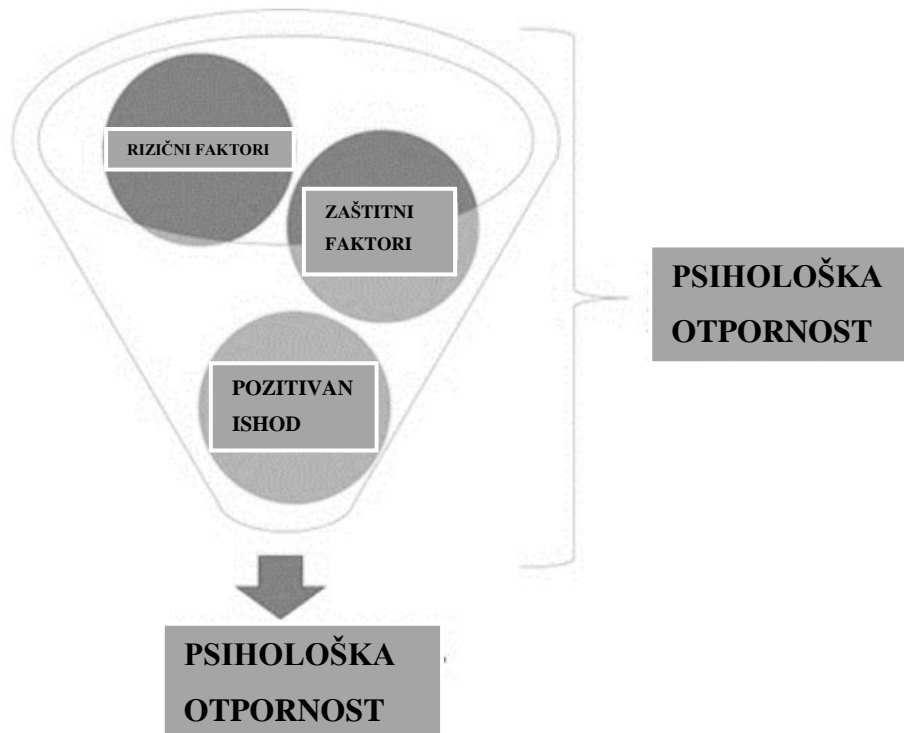 RIZIČNI FAKTORI
ZAŠTITNI
FAKTORI
PSIHOLOŠKA
OTPORNOST
POZITIVAN
ISHOD
PSIHOLOŠKA
OTPORNOST